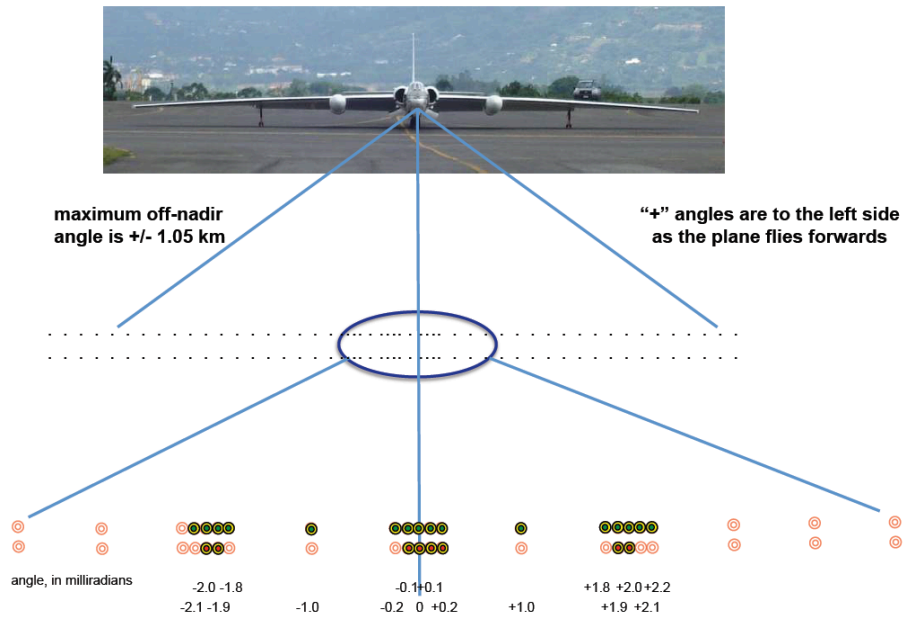 maximum off-nadir
angle is +/- 1.05 km
“+” angles are to the left side
as the plane flies forwards
angle, in milliradians
-2.0 -1.8 -0.1+0.1 +1.8 +2.0 +2.2
-2.1 -1.9 -1.0 -0.2 0 +0.2 +1.0 +1.9 +2.1